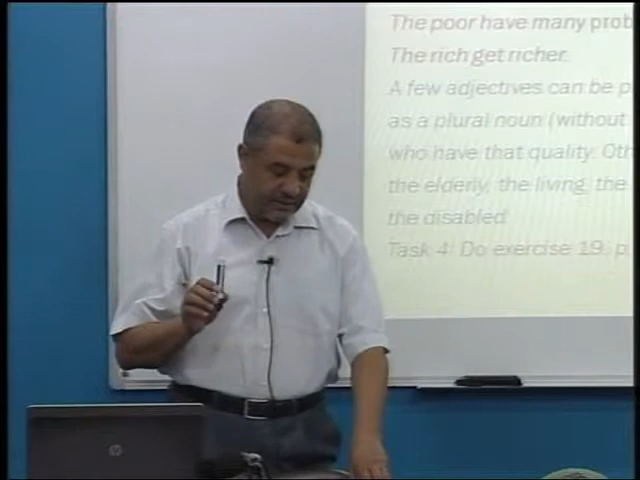 The poor have many prob
The rich get richer.
A few adjectives can be p
as a plural noun (without
who have that quality. Oth
the elderly, the living, the
the disabled
Task 4: Do exercise 19, p
hp